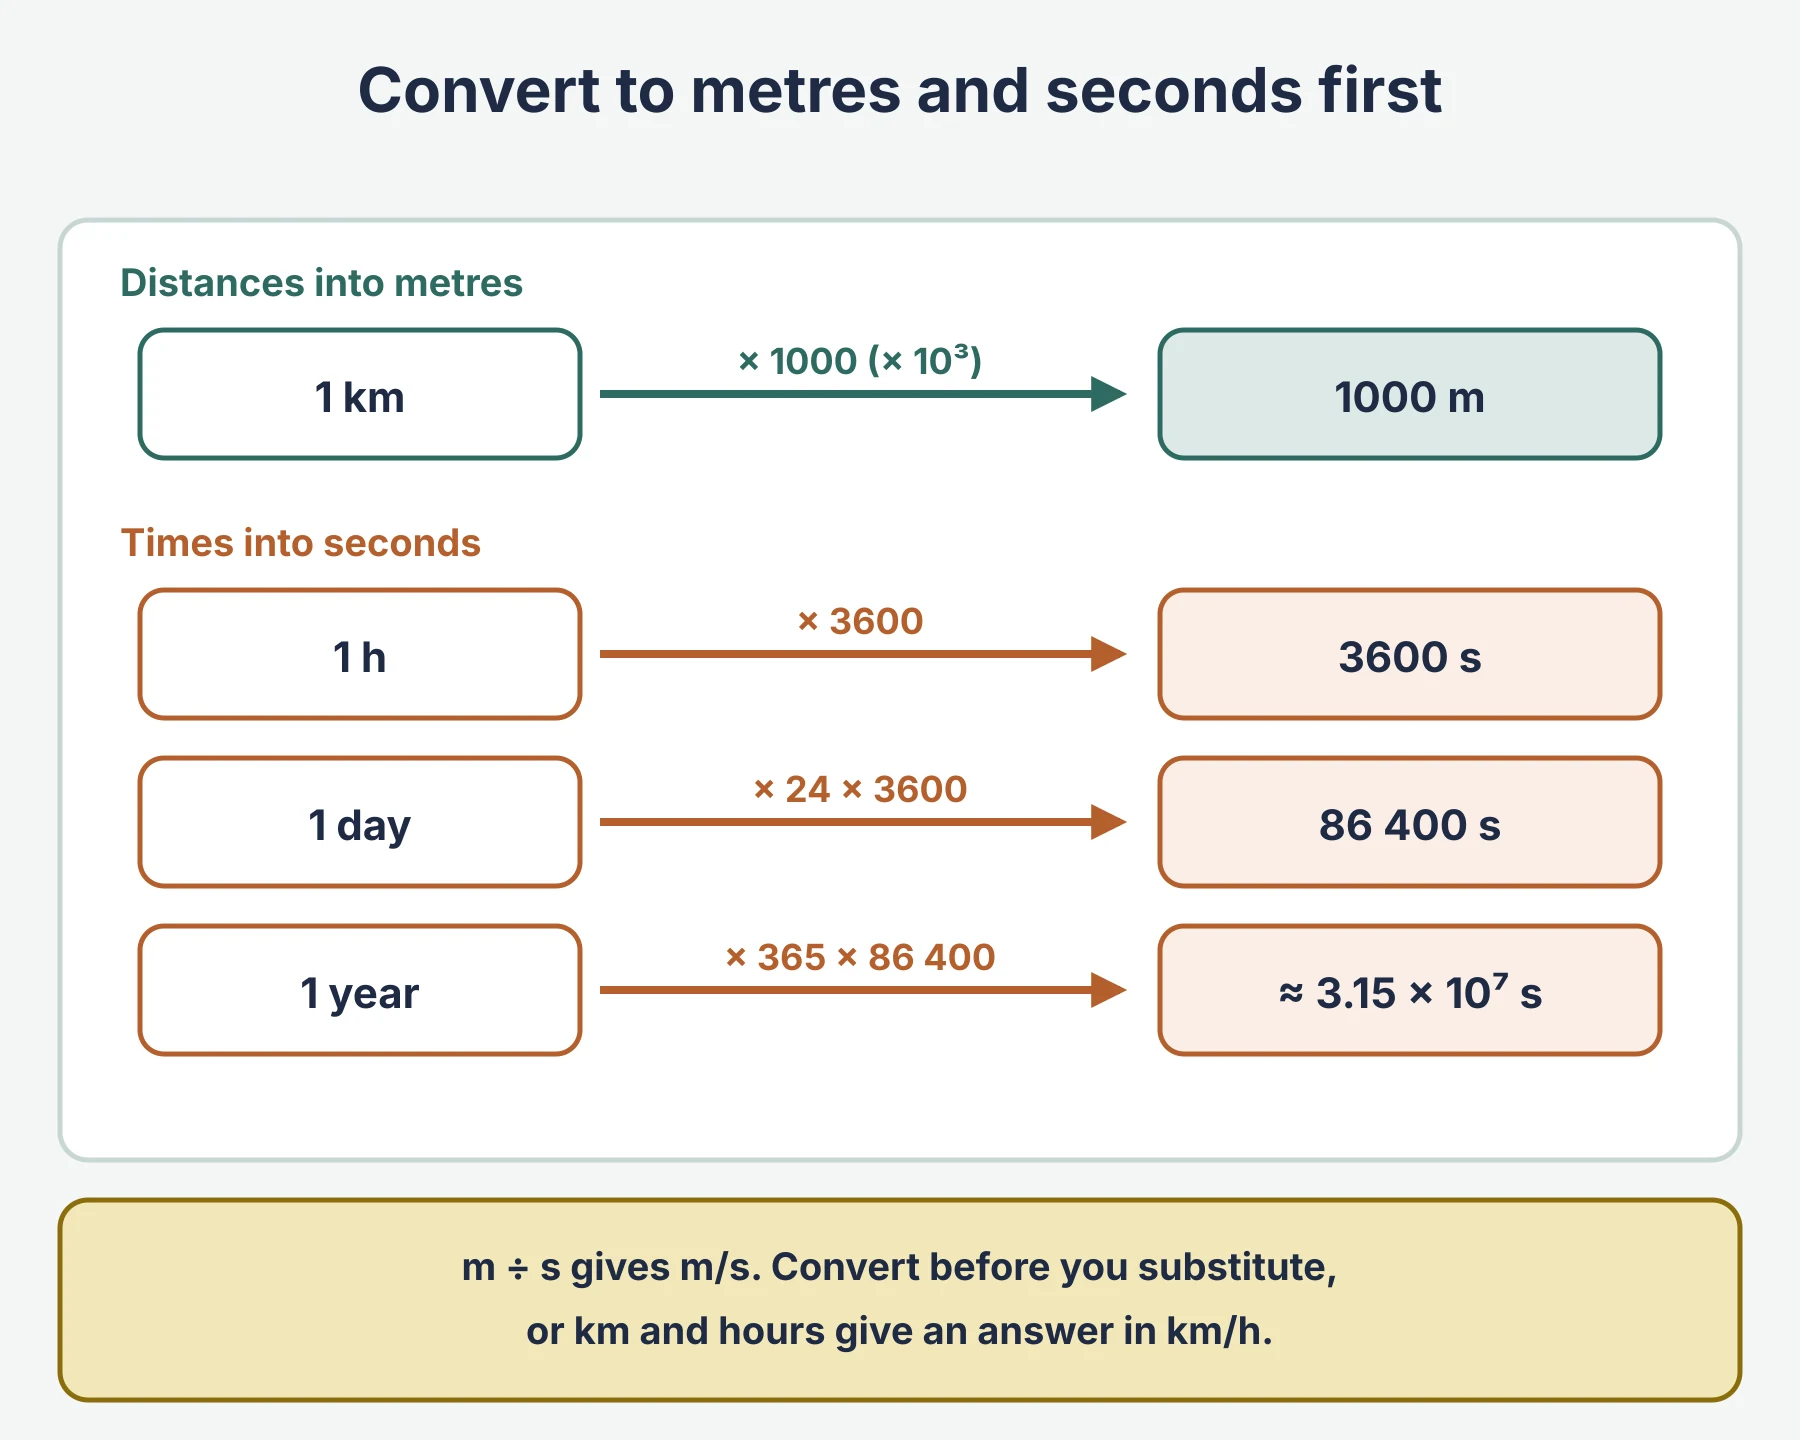 Convert to metres and seconds first
Distances into metres
1 km
× 1000 (× 10³)
1000 m
Times into seconds
1 h
× 3600
3600 s
1 day
× 24 × 3600
86 400 s
1 year
× 365 × 86 400
≈ 3.15 × 10⁷ s
m ÷ s gives m/s. Convert before you substitute,
or km and hours give an answer in km/h.